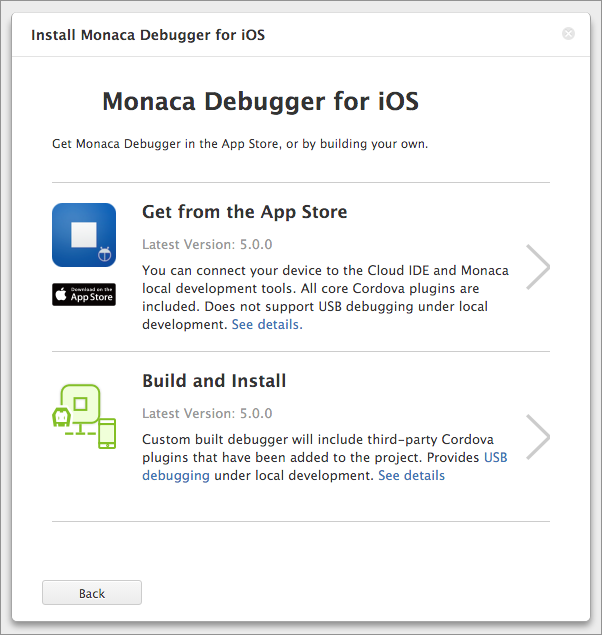 Install Monaca Debugger for iOS
Monaca Debugger for iOS
Get Monaca Debugger in the App Store, or by building your own.
Get from the App Store
Latest Version: 5.0.0
You can connect your device to the Cloud IDE and Monaca
local development tools. All core Cordova plugins are
included. Does not support USB debugging under local
development. See details.
Download on the
App Store
Build and Install
Latest Version: 5.0.0
Custom built debugger will include third-party Cordova
plugins that have been added to the project. Provides USB
debugging under local development. See details
Back